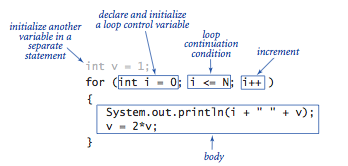 declare and initialize
a loop control variable
initialize another
variable in a
separate
statement
loop
continuation
condition
increment
int v = 1;
for (int i = 0; i <= N; i++ )
{
System.out.println(i + " " + v);
v = 2*v;
}
body